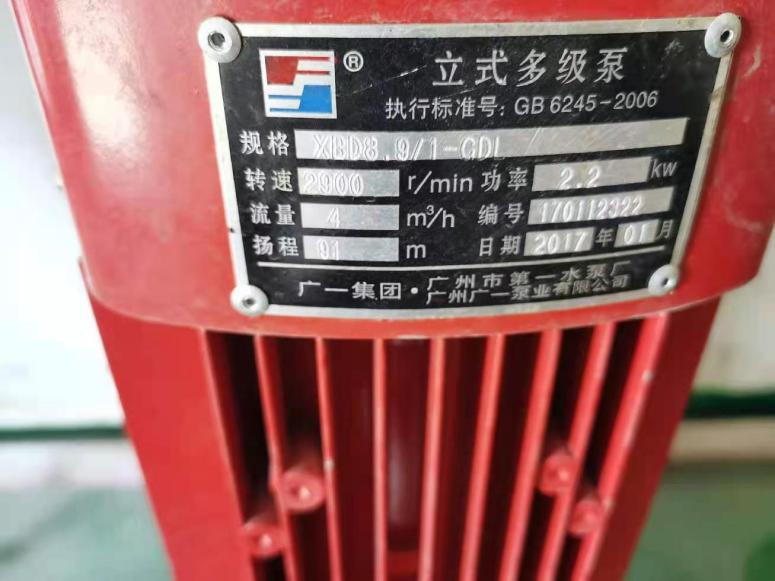 ® 立式多级泵
执行标准号: GB 6245-2006
规格 XBD8.9/1-GDL
转速 2900 r/min 功率 2.2 kw
流量 4 m³/h 编号 170112322
扬程 91 m 日期 2017 年 01 月
广一集团·广州市第一水泵厂
广州广一泵业有限公司